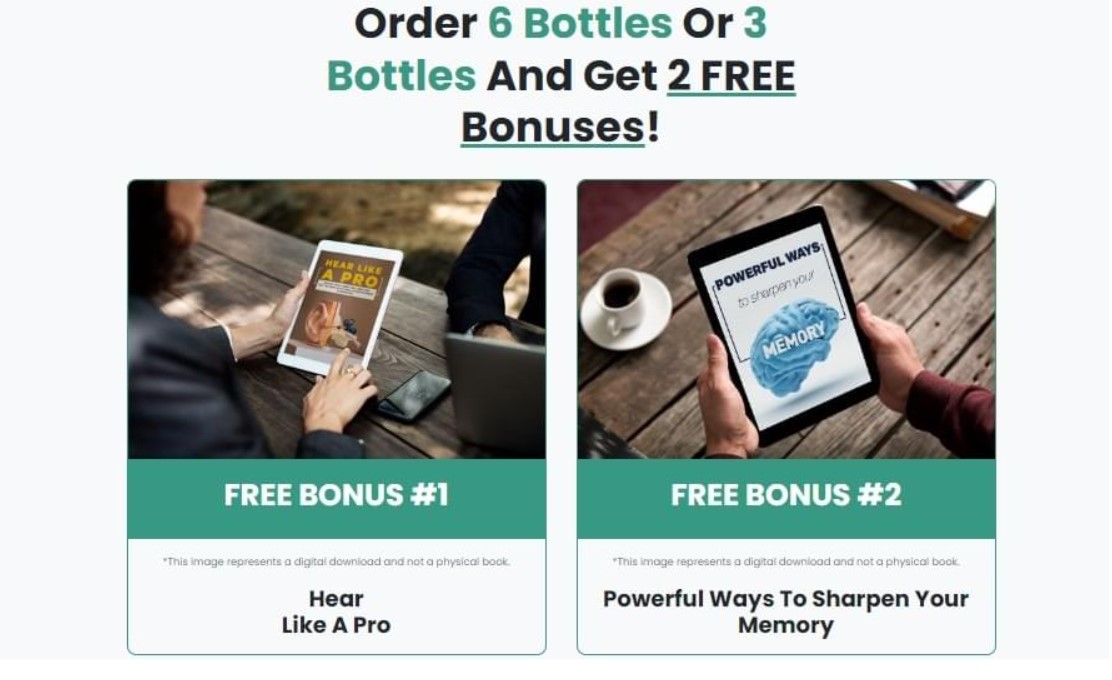 Order 6 Bottles Or 3
Bottles And Get 2 FREE
Bonuses!
HEAR LIKE
A PRO
POWERFUL WAYS
to sharpen your
MEMORY
FREE BONUS #1
FREE BONUS #2
*This image represents a digital download and not a physical book.
*This image represents a digital download and not a physical book.
Hear
Like A Pro
Powerful Ways To Sharpen Your
Memory